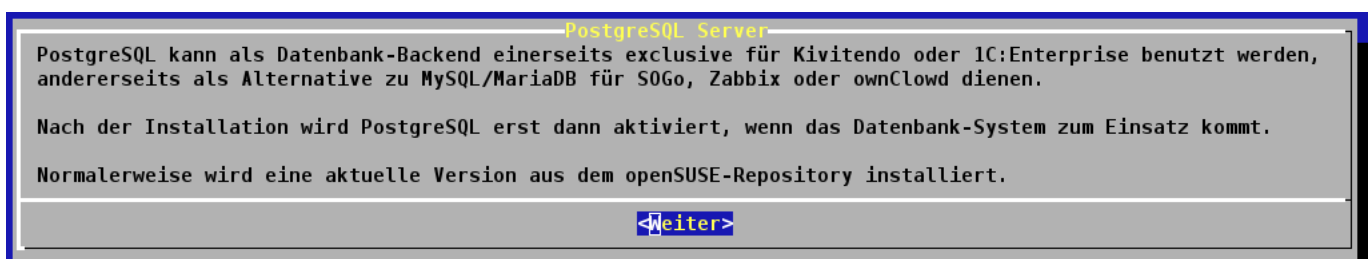 PostgreSQL Server
PostgreSQL kann als Datenbank-Backend einerseits exclusive für Kivitendo oder 1C:Enterprise benutzt werden,
andererseits als Alternative zu MySQL/MariaDB für SOGo, Zabbix oder ownClowd dienen.
Nach der Installation wird PostgreSQL erst dann aktiviert, wenn das Datenbank-System zum Einsatz kommt.
Normalerweise wird eine aktuelle Version aus dem openSUSE-Repository installiert.
<Weiter>